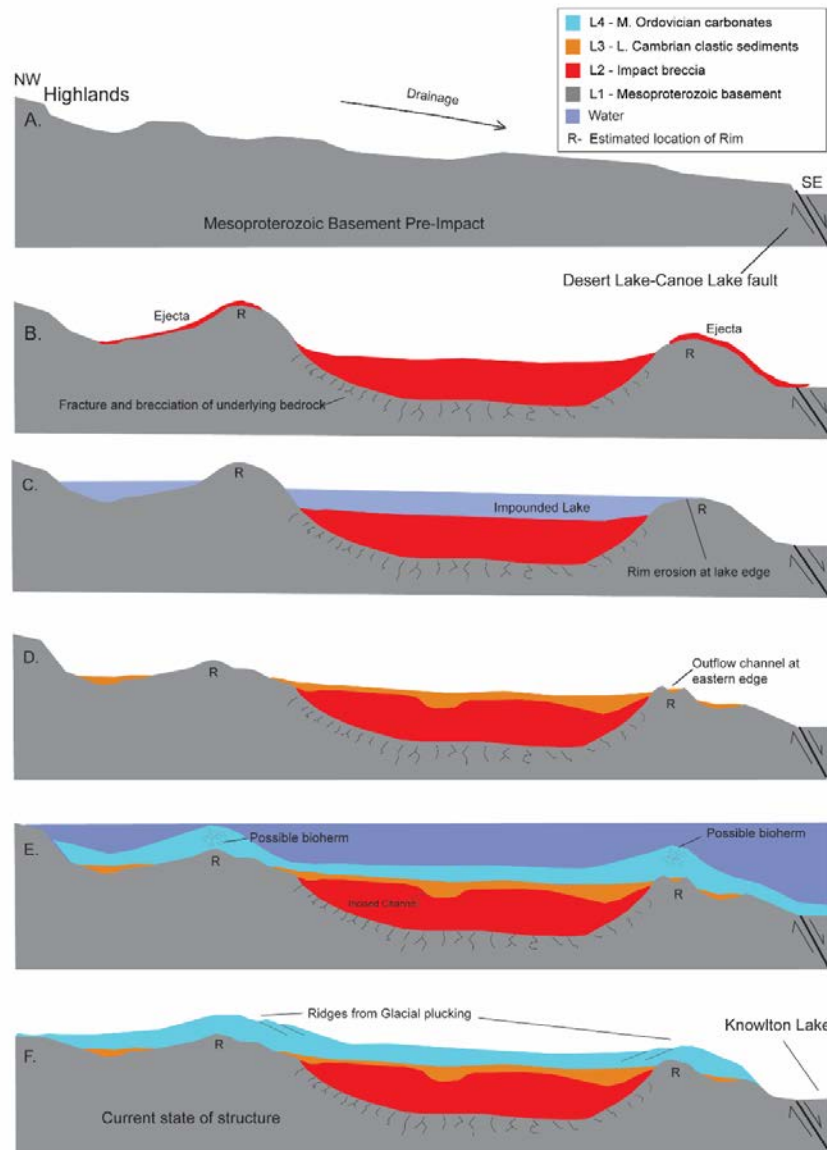 L4 - M. Ordovician carbonates
L3 - L. Cambrian clastic sediments
L2 - Impact breccia
L1 - Mesoproterozoic basement
Water
R- Estimated location of Rim
NW
Highlands
A.
Drainage
SE
Mesoproterozoic Basement Pre-Impact
Desert Lake-Canoe Lake fault
B.
Ejecta
R
Ejecta
R
Fracture and brecciation of underlying bedrock
C.
R
Impounded Lake
R
Rim erosion at lake edge
D.
R
Outflow channel at
eastern edge
R
E.
Possible bioherm
Possible bioherm
R
R
Incised Channel
Ridges from Glacial plucking
Knowlton Lake
F.
R
R
Current state of structure